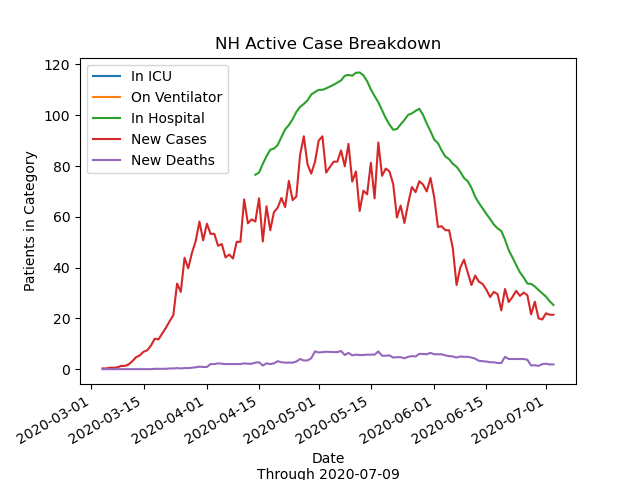 NH Active Case Breakdown
120
100
80
60
40
20
0
Patients in Category
In ICU
On Ventilator
In Hospital
New Cases
New Deaths
2020-03-01
2020-03-15
2020-04-01
2020-04-15
2020-05-01
2020-05-15
2020-06-01
2020-06-15
2020-07-01
Date
Through 2020-07-09